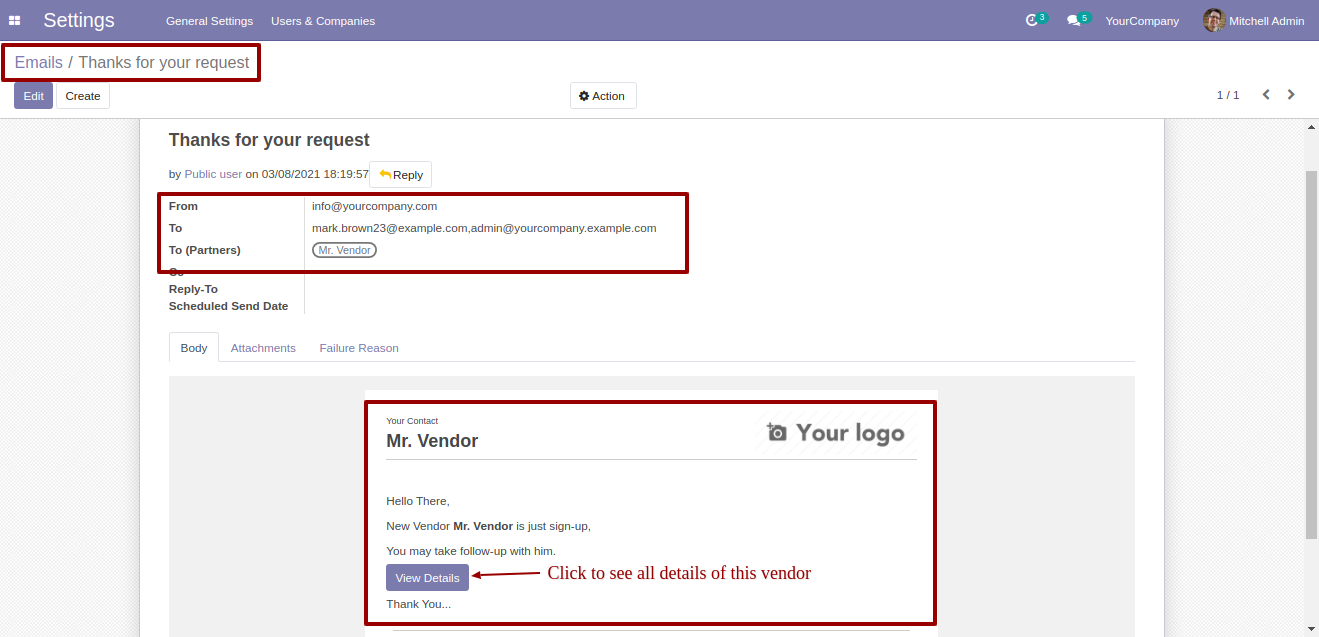 Settings General Settings Users & Companies 3 5 YourCompany Mitchell Admin
Emails / Thanks for your request
Edit Create Action 1 / 1
Thanks for your request
by Public user on 03/08/2021 18:19:57 Reply
From info@yourcompany.com
To mark.brown23@example.com,admin@yourcompany.example.com
To (Partners) Mr. Vendor
Cc
Reply-To
Scheduled Send Date
Body Attachments Failure Reason
Your Contact
Mr. Vendor
Your logo
Hello There,
New Vendor Mr. Vendor is just sign-up,
You may take follow-up with him.
View Details Click to see all details of this vendor
Thank You...